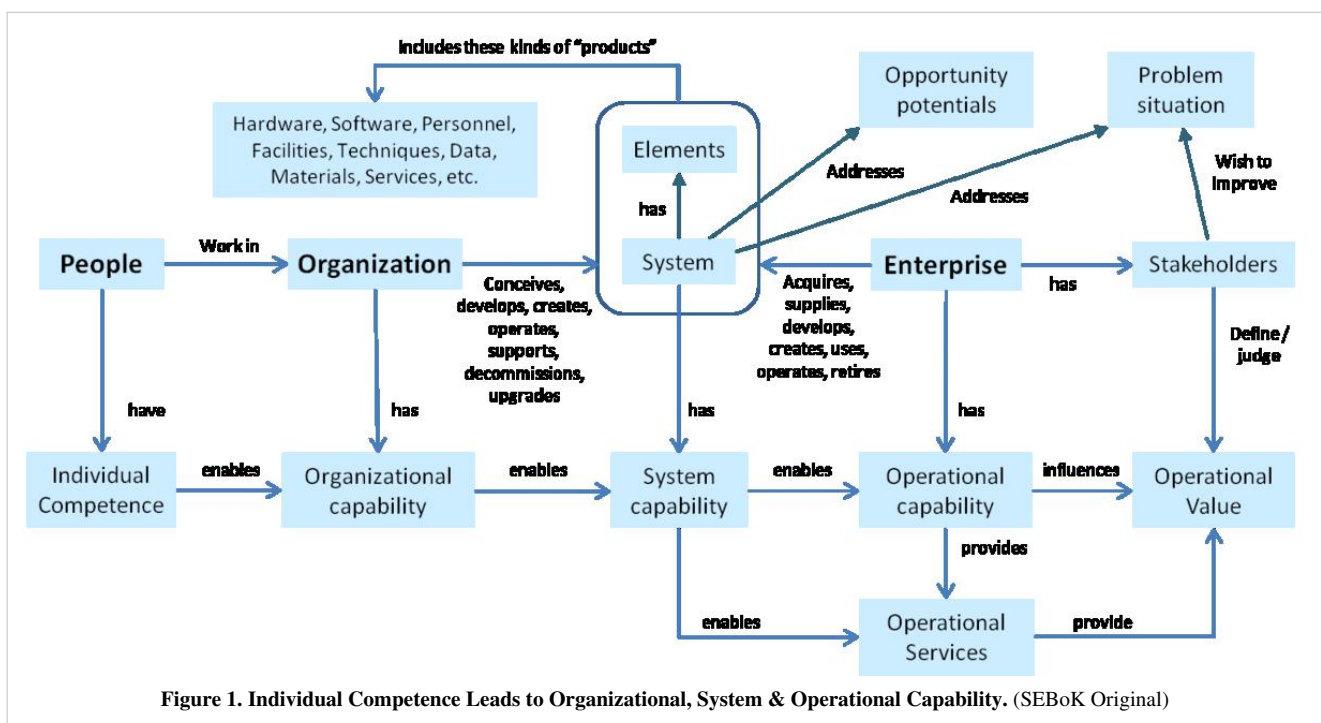 Includes these kinds of “products”
Opportunity
potentials
Problem
situation
Hardware, Software, Personnel,
Facilities, Techniques, Data,
Materials, Services, etc.
Elements
Addresses
Wish to
Improve
has
Addresses
People
Work in
Organization
System
Enterprise
has
Stakeholders
Conceives,
develops, creates,
operates,
supports,
decommissions,
upgrades
Acquires,
supplies,
develops,
creates, uses,
operates, retires
Define /
judge
have
has
has
has
Individual
Competence
enables
Organizational
capability
enables
System
capability
enables
Operational
capability
influences
Operational
Value
provides
enables
Operational
Services
provide
Figure 1. Individual Competence Leads to Organizational, System & Operational Capability. (SEBoK Original)